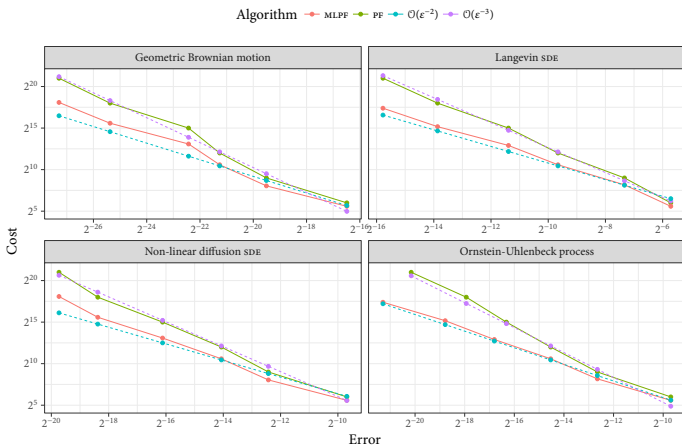 Algorithm MLPF PF 𝒪(ε⁻²) 𝒪(ε⁻³)
Geometric Brownian motion
Langevin SDE
2²⁰
2¹⁵
2¹⁰
2⁵
2⁻²⁶ 2⁻²⁴ 2⁻²² 2⁻²⁰ 2⁻¹⁸ 2⁻¹⁶
2⁻¹⁶ 2⁻¹⁴ 2⁻¹² 2⁻¹⁰ 2⁻⁸ 2⁻⁶
Cost
Non-linear diffusion SDE
Ornstein-Uhlenbeck process
2²⁰
2¹⁵
2¹⁰
2⁵
2⁻²⁰ 2⁻¹⁸ 2⁻¹⁶ 2⁻¹⁴ 2⁻¹² 2⁻¹⁰
2⁻²⁰ 2⁻¹⁸ 2⁻¹⁶ 2⁻¹⁴ 2⁻¹² 2⁻¹⁰
Error